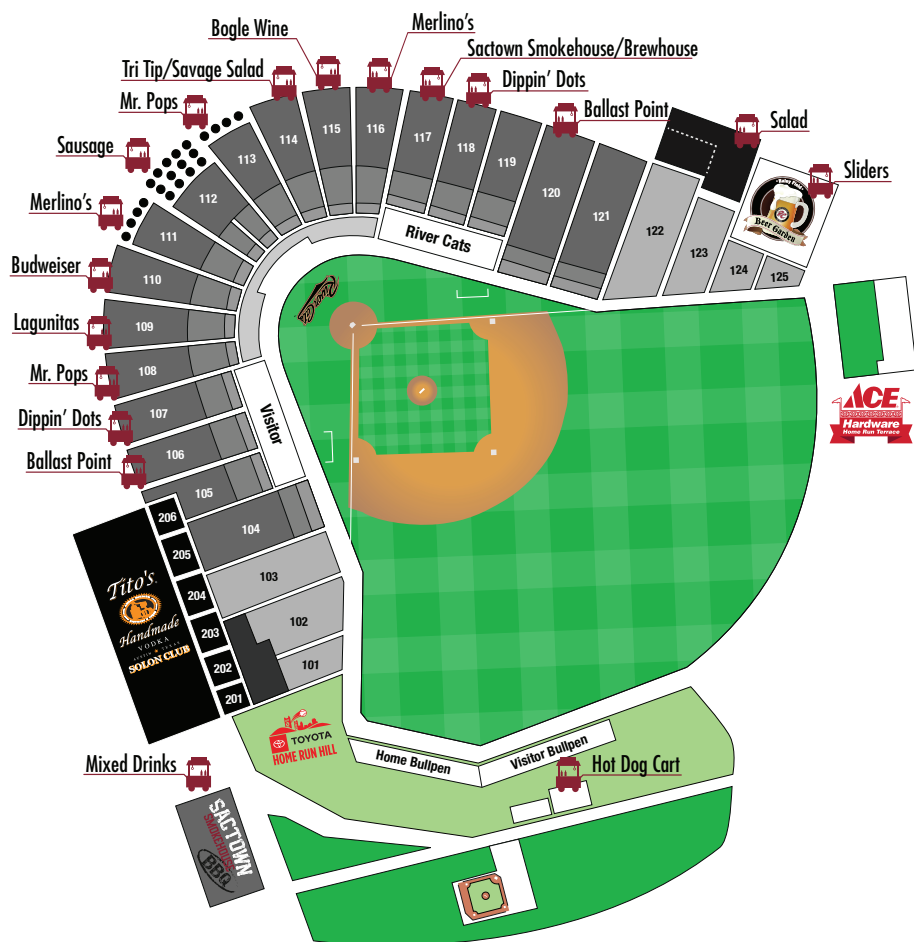 Bogle Wine
Merlino's
Sactown Smokehouse/Brewhouse
Tri Tip/Savage Salad
Dippin' Dots
Mr. Pops
Ballast Point
Salad
Sausage
Sliders
Merlino's
Budweiser
Lagunitas
Mr. Pops
Dippin' Dots
Ballast Point
113
114
115
116
117
118
119
120
121
122
123
124
125
112
111
110
109
108
107
106
105
104
103
102
101
206
205
204
203
202
201
River Cats
Visitor
River Cats
Beer Garden
ACE
Hardware
Home Run Terrace
Tito's
Handmade
VODKA
AUSTIN TEXAS
SOLON CLUB
TOYOTA
HOME RUN HILL
Home Bullpen
Visitor Bullpen
Mixed Drinks
Hot Dog Cart
SACTOWN
SMOKEHOUSE
BBQ